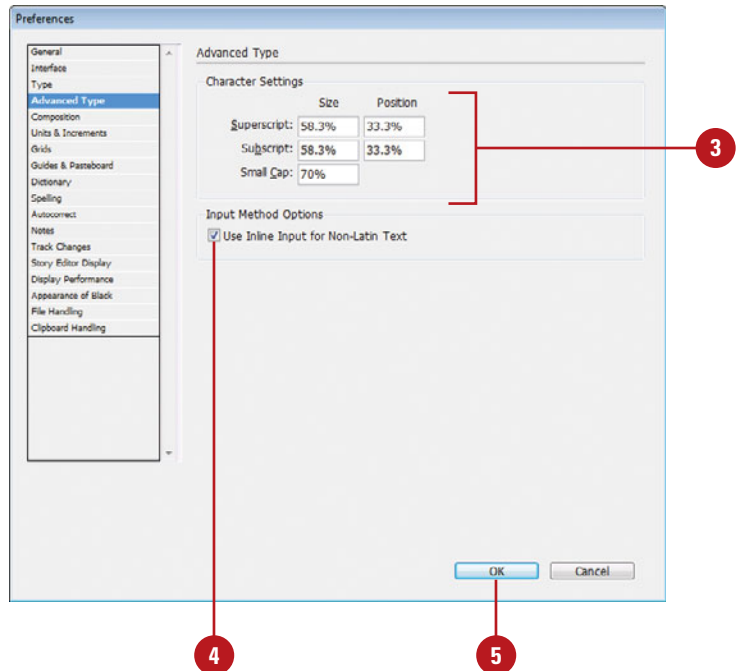 Preferences
General
Interface
Type
Advanced Type
Composition
Units & Increments
Grids
Guides & Pasteboard
Dictionary
Spelling
Autocorrect
Notes
Track Changes
Story Editor Display
Display Performance
Appearance of Black
File Handling
Clipboard Handling
Advanced Type
Character Settings
Size Position
Superscript: 58.3% 33.3%
Subscript: 58.3% 33.3%
Small Cap: 70%
3
Input Method Options
Use Inline Input for Non-Latin Text
OK Cancel
4 5